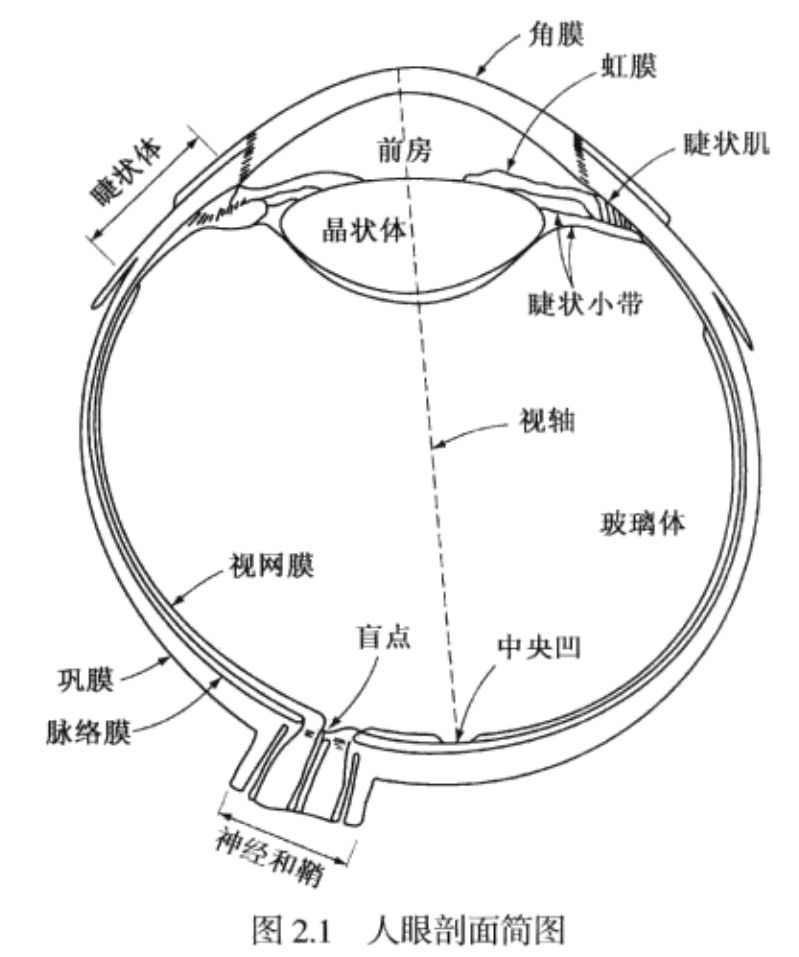 角膜
虹膜
睫状肌
睫状体
前房
晶状体
睫状小带
视轴
玻璃体
视网膜
盲点
中央凹
巩膜
脉络膜
神经和鞘
图 2.1 人眼剖面简图